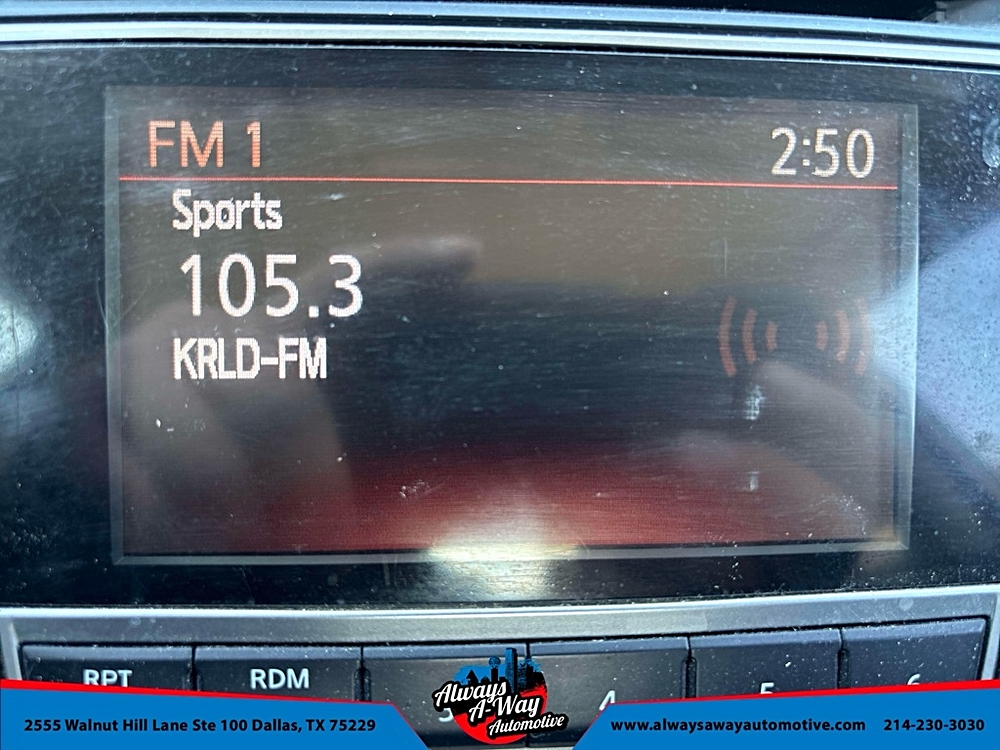 FM 1 2:50
Sports
105.3
KRLD-FM
RPT RDM 3 4 5 6
Always
A-Way
Automotive
2555 Walnut Hill Lane Ste 100 Dallas, TX 75229 www.alwaysawayautomotive.com 214-230-3030